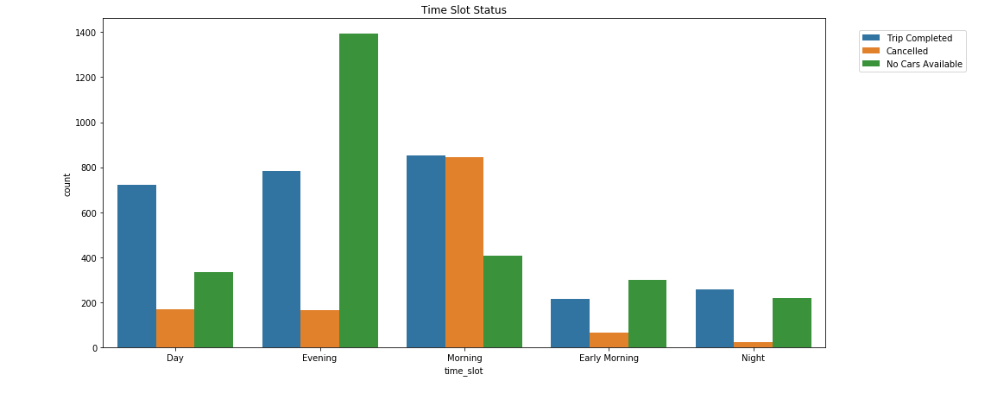 Time Slot Status
Trip Completed
Cancelled
No Cars Available
count
1400
1200
1000
800
600
400
200
0
Day
Evening
Morning
Early Morning
Night
time_slot